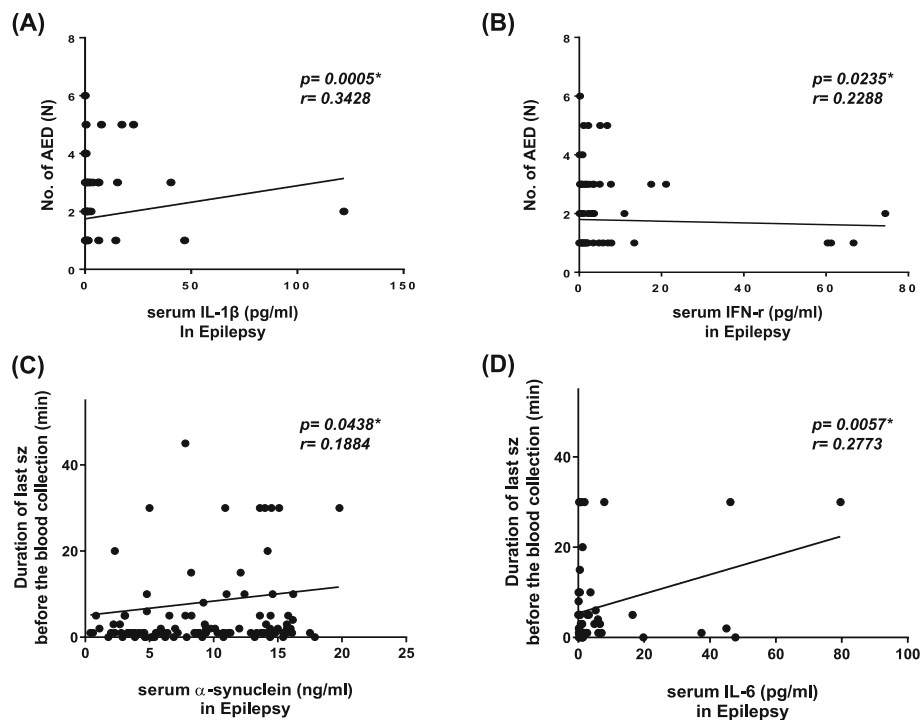 (A)
8
6
4
2
0
No. of AED (N)
p= 0.0005*
r= 0.3428
0 50 100 150
serum IL-1β (pg/ml)
In Epilepsy
(B)
8
6
4
2
0
No. of AED (N)
p= 0.0235*
r= 0.2288
0 20 40 60 80
serum IFN-r (pg/ml)
in Epilepsy
(C)
40
20
0
Duration of last sz
before the blood collection (min)
p= 0.0438*
r= 0.1884
0 5 10 15 20 25
serum α-synuclein (ng/ml)
in Epilepsy
(D)
40
20
0
Duration of last sz
before the blood collection (min)
p= 0.0057*
r= 0.2773
0 20 40 60 80 100
serum IL-6 (pg/ml)
in Epilepsy